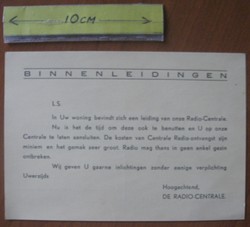 10CM
BINNENLEIDINGEN
L.S.
In Uw woning bevindt zich een leiding van onze Radio-Centrale.
Nu is het de tijd om deze ook te benutten en U op onze
Centrale te laten aansluiten. De kosten van Centrale Radio-ontvangst zijn
miniem en het gemak zeer groot. Radio mag thans in geen enkel gezin
ontbreken.
Wij geven U gaarne inlichtingen zonder eenige verplichting
Uwerzijds.
Hoogachtend,
DE RADIO-CENTRALE.